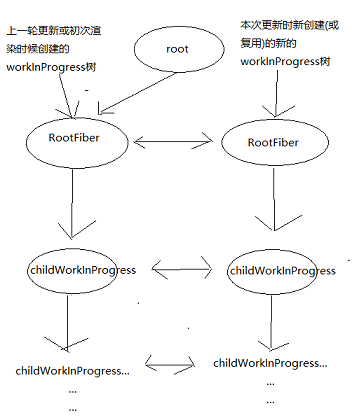 上一轮更新或初次渲
染时候创建的
workInProgress树
root
本次更新时新创建(或
复用)的新的
workInProgress树
RootFiber
RootFiber
childWorkInProgress
childWorkInProgress
childWorkInProgress...
...
...
childWorkInProgress...
...
...